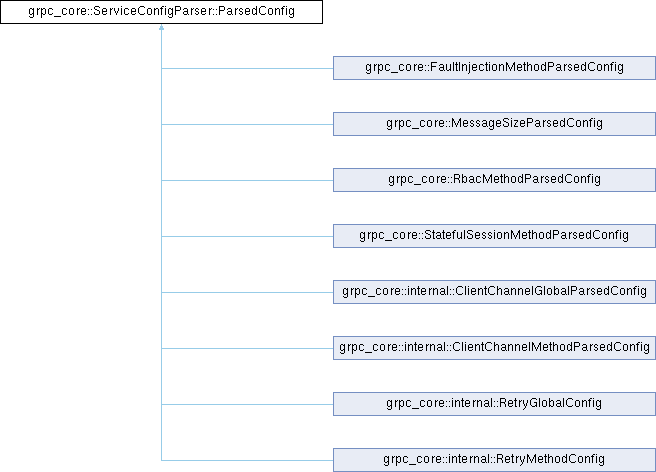 grpc_core::ServiceConfigParser::ParsedConfig
grpc_core::FaultInjectionMethodParsedConfig
grpc_core::MessageSizeParsedConfig
grpc_core::RbacMethodParsedConfig
grpc_core::StatefulSessionMethodParsedConfig
grpc_core::internal::ClientChannelGlobalParsedConfig
grpc_core::internal::ClientChannelMethodParsedConfig
grpc_core::internal::RetryGlobalConfig
grpc_core::internal::RetryMethodConfig